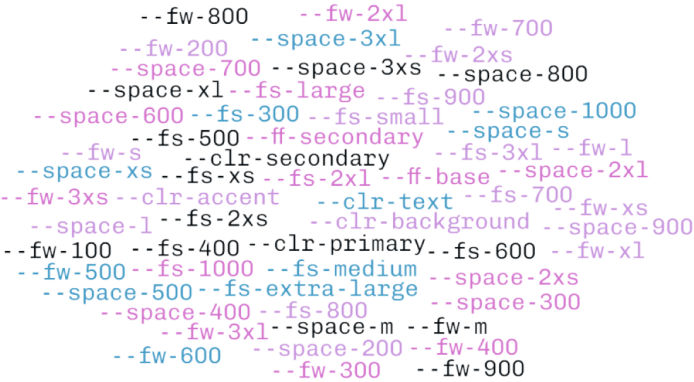 --fw-800 --fw-2xl
--fw-700
--fw-200 --space-3xl
--fw-2xs
--space-700 --space-3xs --space-800
--space-xl --fs-large --fs-900
--space-600 --fs-300 --fs-small --space-1000
--fs-500 --ff-secondary --space-s
--fw-s --clr-secondary --fs-3xl --fw-l
--space-xs --fs-xs --fs-2xl --ff-base --space-2xl
--fw-3xs --clr-accent --clr-text --fs-700 --fw-xs
--space-l --fs-2xs --clr-background --space-900
--fw-100 --fs-400 --clr-primary --fs-600 --fw-xl
--fw-500 --fs-1000 --fs-medium --space-2xs
--space-500 --fs-extra-large --space-300
--space-400 --fs-800
--fw-3xl --space-m --fw-m
--fw-600 --space-200 --fw-400
--fw-300 --fw-900